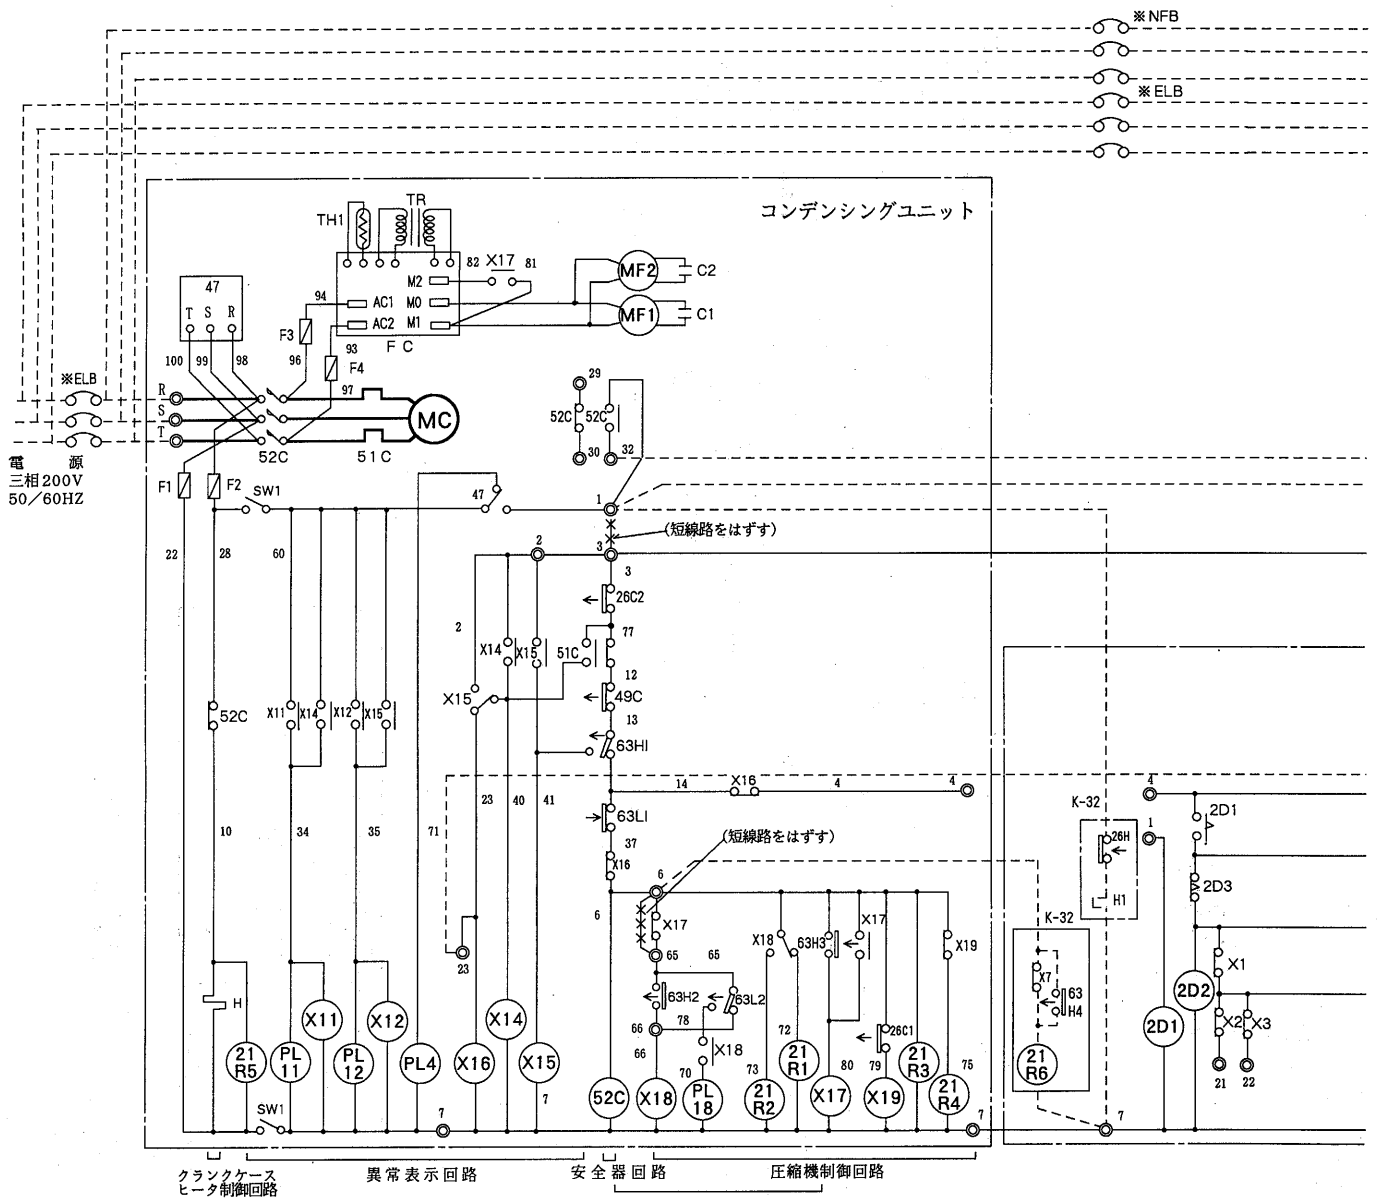 ※NFB
※ELB
コンデンシングユニット
TH1
TR
82 X17 81
MF2 C2
M2
47
94 AC1 M0
MF1 C1
T S R
AC2 M1
F3
FC
93
100 99 98 96 F4
97
※ELB
R
S
T
MC
29
52C 52C
30 32
52C 51C
電源
三相200V
50/60HZ
F1 F2
SW1
47
1
(短線路をはずす)
22 28 60
2 3
3
26C2
2
77
X14 X15 51C
12
X15
49C
13
52C X11 X14 X12 X15
63HI
14 X16 4 4
4
23 40 41
K-32
2D1
63LI
1
26H
10 34 35 71
37
(短線路をはずす)
X16
6
2D3
H1
6
K-32
X17
X18 63H3 X17 X19
23
65 65
X1
X7
63
H4
H
63H2 63L2
2D2
78
X11 X12 X14
66
72
26C1
2D1
X2 X3
66
X18
21
R5
PL
11
PL
12
PL4 X16 X15
70 73
21
R1
80 79
21
R3
75
21
R6
21 22
52C X18
PL
18
21
R2
X17 X19
21
R4
SW1
7 7
7 7
クランクケース
ヒータ制御回路
異常表示回路
安全器回路
圧縮機制御回路